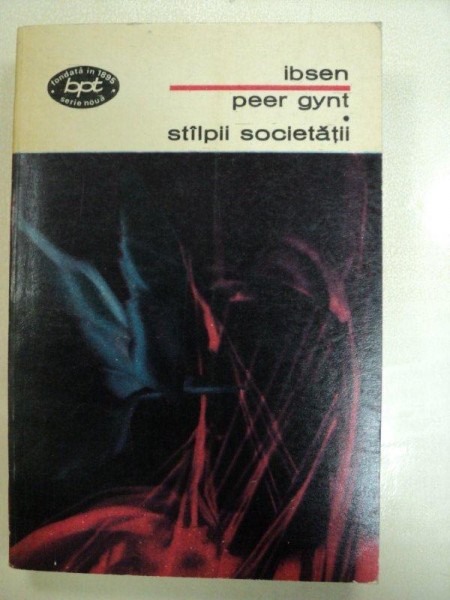 fondată în 1895
bpt
serie nouă
ibsen
peer gynt
•
stîlpii societății